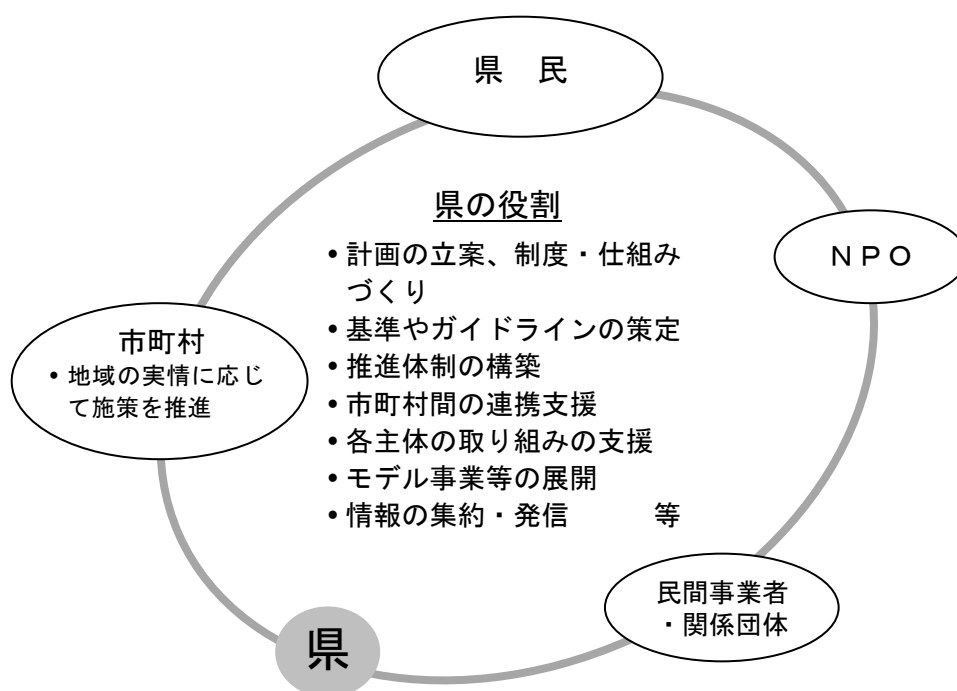 県　民
ＮＰＯ
県の役割
• 計画の立案、制度・仕組み
づくり
• 基準やガイドラインの策定
• 推進体制の構築
• 市町村間の連携支援
• 各主体の取り組みの支援
• モデル事業等の展開
• 情報の集約・発信　　　等
市町村
• 地域の実情に応じ
て施策を推進
民間事業者
・関係団体
県